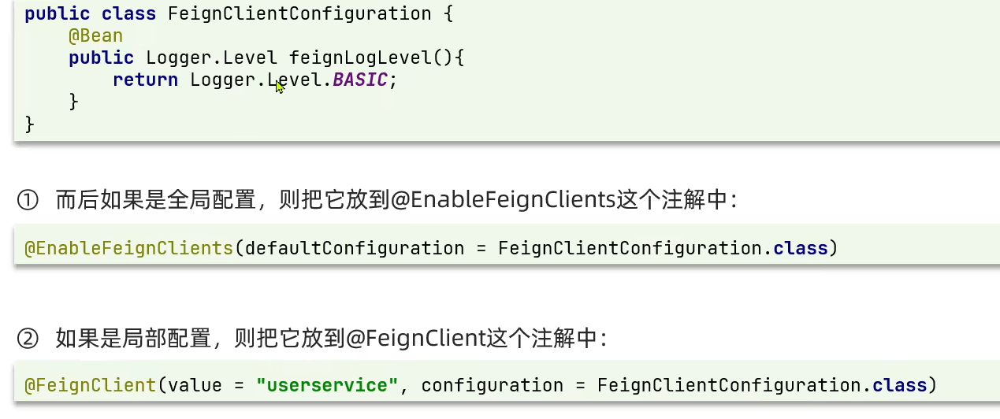 public class FeignClientConfiguration {
@Bean
public Logger.Level feignLogLevel(){
return Logger.Level.BASIC;
}
}
① 而后如果是全局配置，则把它放到@EnableFeignClients这个注解中：
@EnableFeignClients(defaultConfiguration = FeignClientConfiguration.class)
② 如果是局部配置，则把它放到@FeignClient这个注解中：
@FeignClient(value = "userservice", configuration = FeignClientConfiguration.class)